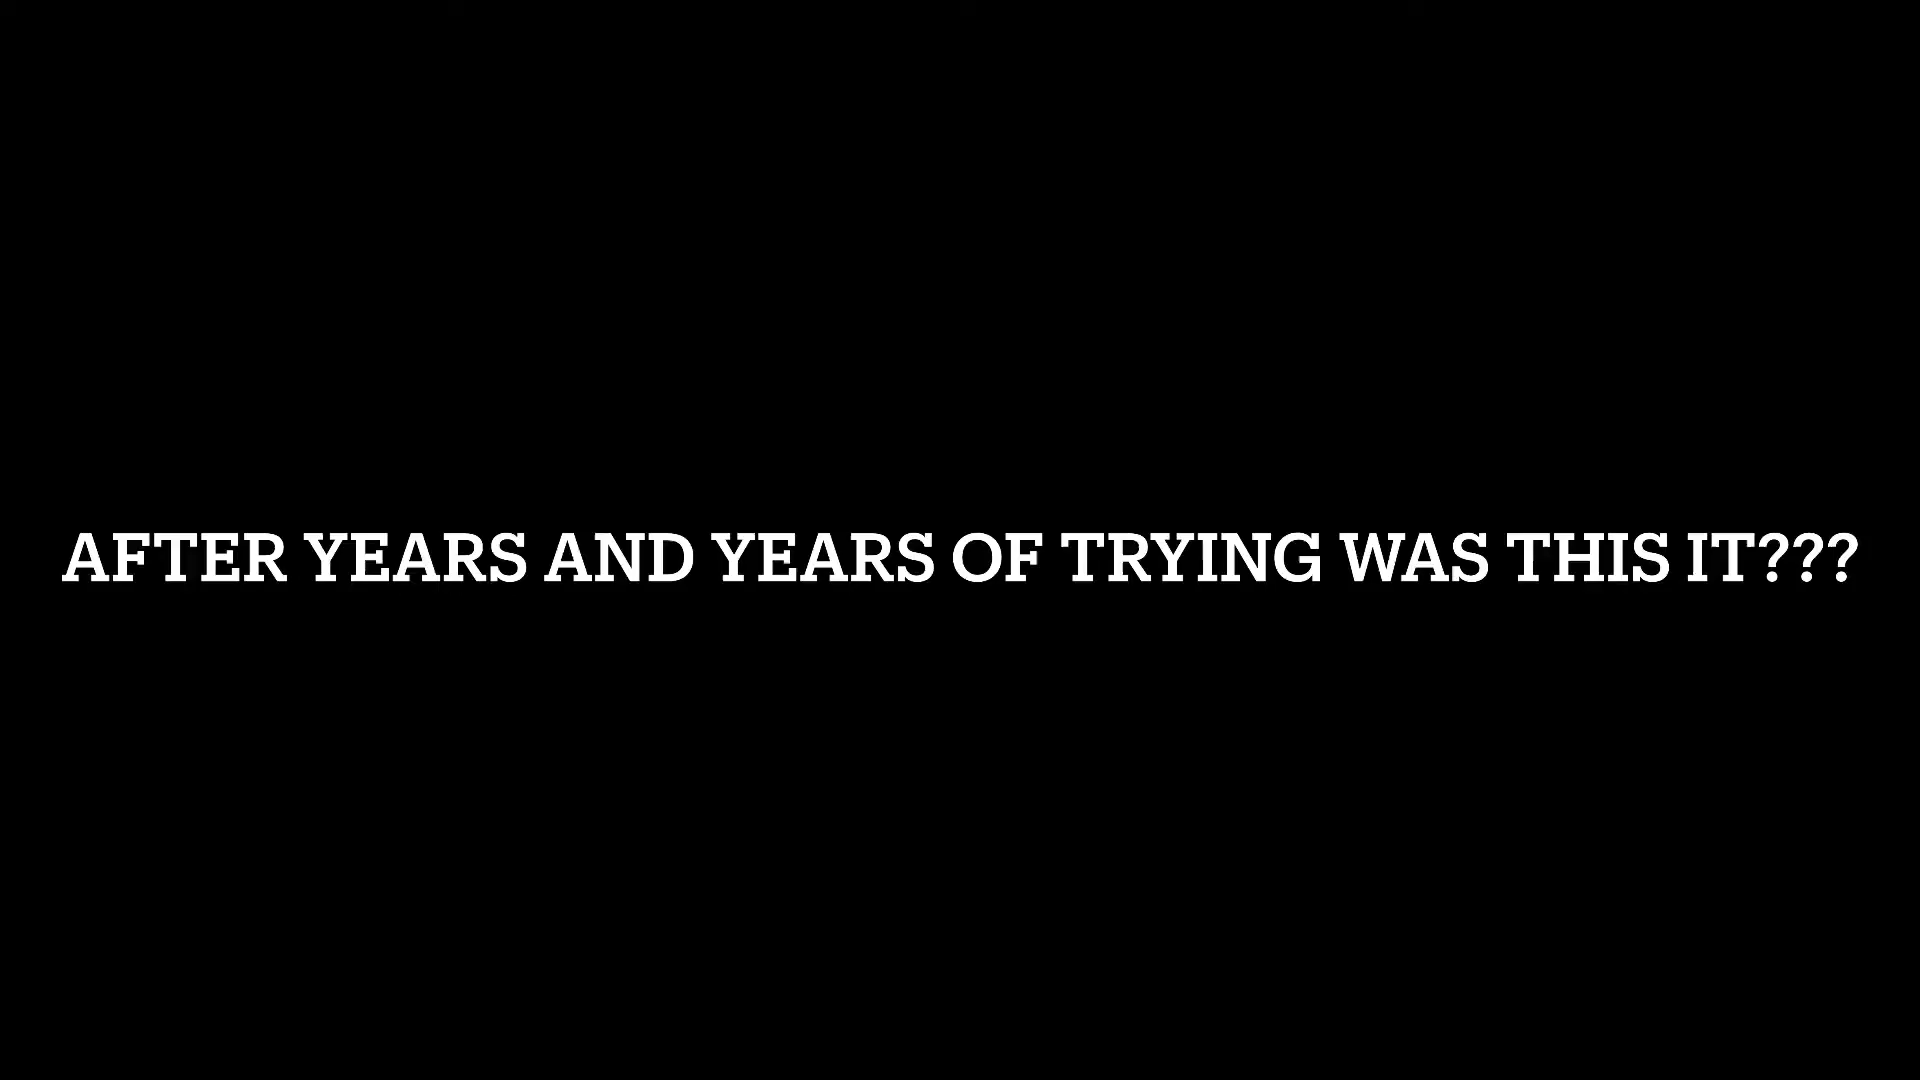 AFTER YEARS AND YEARS OF TRYING WAS THIS IT???